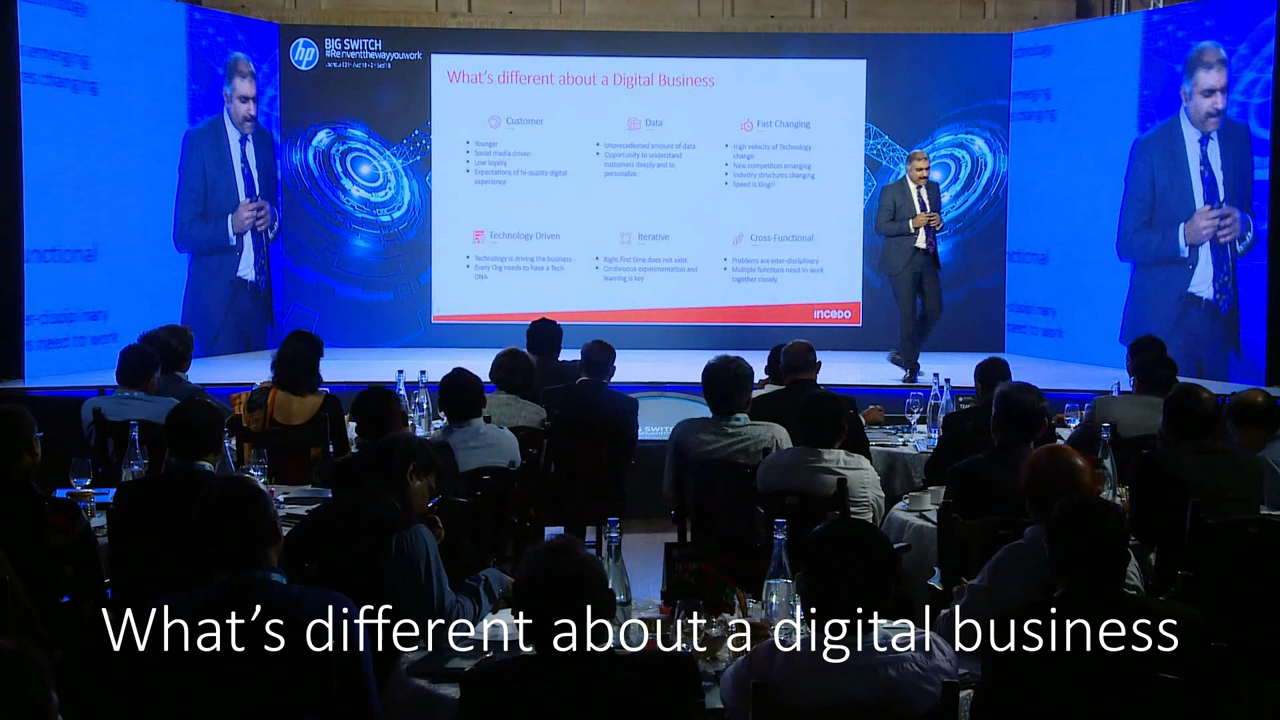 hp
BIG SWITCH
#Reinventthewayyouwork
What's different about a Digital Business
Customer
Younger
Social media driven
Low loyalty
Expectations of hi-quality digital
experience
Data
Unprecedented amount of data
Opportunity to understand
customers deeply and to
personalize
Fast Changing
High velocity of Technology
change
New competitors emerging
Industry structures changing
Speed is King!!
Technology Driven
Technology is driving the business
Every Org needs to have a Tech
DNA
Iterative
Right first time does not exist
Continuous experimentation and
learning is key
Cross-Functional
Problems are inter-disciplinary
Multiple functions need to work
together closely
INCEDO
What's different about a digital business